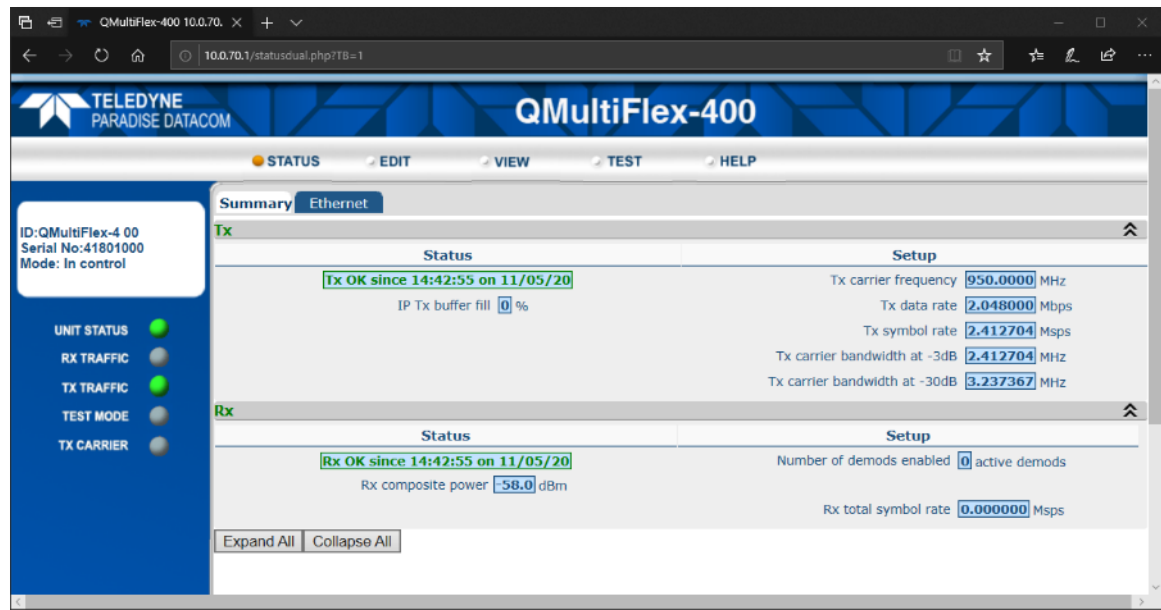 QMultiFlex-400 10.0.70.
10.0.70.1/statusdual.php?TB=1
TELEDYNE
PARADISE DATACOM
QMultiFlex-400
STATUS EDIT VIEW TEST HELP
ID:QMultiFlex-4 00
Serial No:41801000
Mode: In control
UNIT STATUS
RX TRAFFIC
TX TRAFFIC
TEST MODE
TX CARRIER
Summary Ethernet
Tx
Status
Tx OK since 14:42:55 on 11/05/20
IP Tx buffer fill 0 %
Setup
Tx carrier frequency 950.0000 MHz
Tx data rate 2.048000 Mbps
Tx symbol rate 2.412704 Msps
Tx carrier bandwidth at -3dB 2.412704 MHz
Tx carrier bandwidth at -30dB 3.237367 MHz
Rx
Status
Rx OK since 14:42:55 on 11/05/20
Rx composite power -58.0 dBm
Setup
Number of demods enabled 0 active demods
Rx total symbol rate 0.000000 Msps
Expand All Collapse All